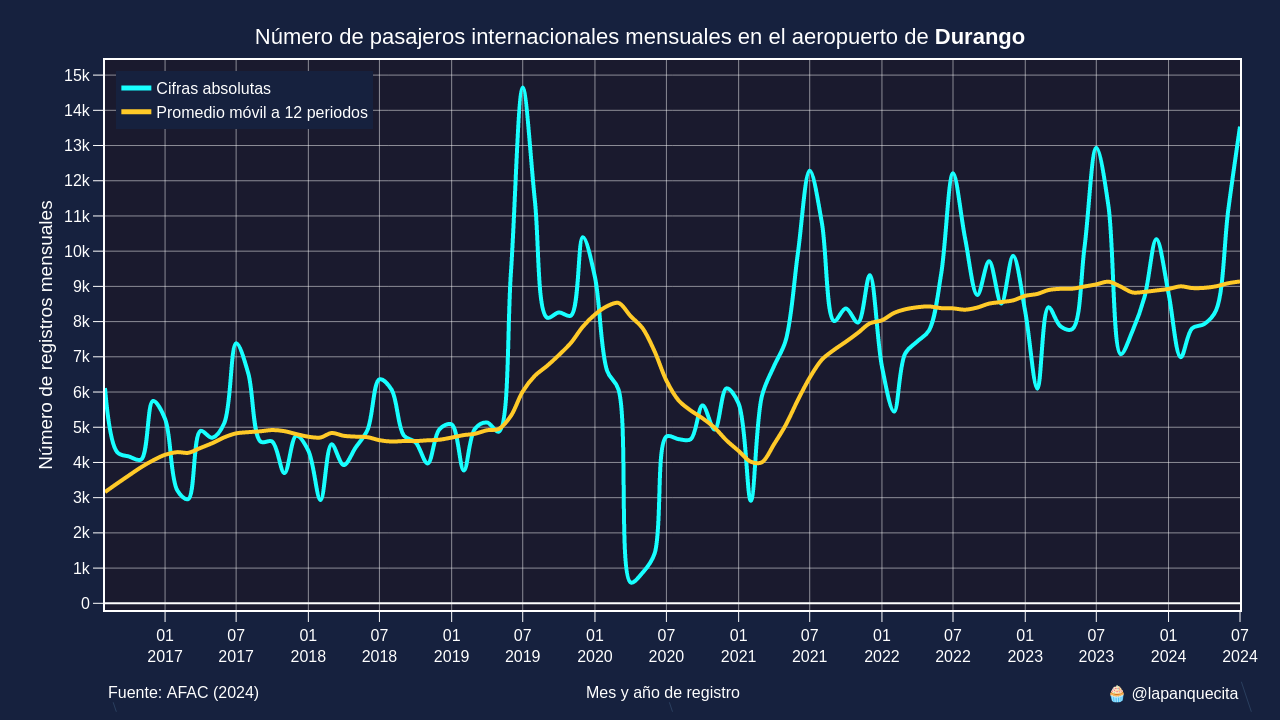 Número de pasajeros internacionales mensuales en el aeropuerto de Durango
Cifras absolutas
Promedio móvil a 12 periodos
Número de registros mensuales
15k
14k
13k
12k
11k
10k
9k
8k
7k
6k
5k
4k
3k
2k
1k
0
01 07 01 07 01 07 01 07 01 07 01 07 01 07 01 07
2017 2017 2018 2018 2019 2019 2020 2020 2021 2021 2022 2022 2023 2023 2024 2024
Fuente: AFAC (2024) Mes y año de registro 🧁 @lapanquecita